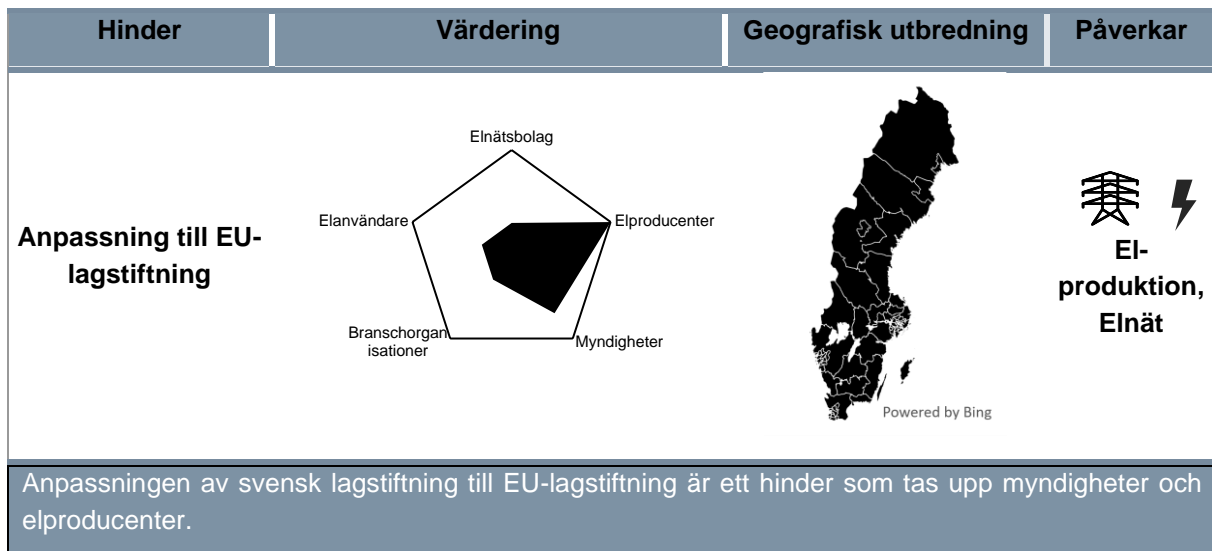 Hinder
Värdering
Geografisk utbredning
Påverkar
Anpassning till EU-
lagstiftning
Elnätsbolag
Elanvändare
Elproducenter
Branschorgan
isationer
Myndigheter
Powered by Bing
El-
produktion,
Elnät
Anpassningen av svensk lagstiftning till EU-lagstiftning är ett hinder som tas upp myndigheter och
elproducenter.